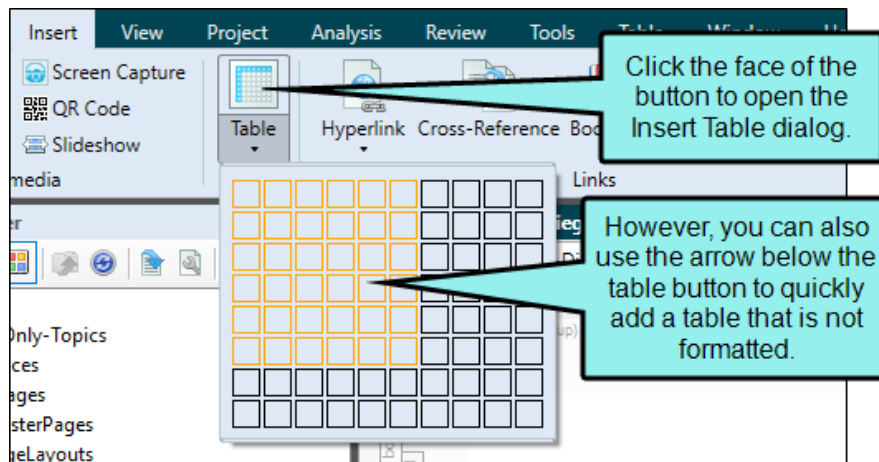 Insert View Project Analysis Review Tools Table Window
Screen Capture
QR Code
Slideshow
Table Hyperlink Cross-Reference
media Links
Click the face of the
button to open the
Insert Table dialog.
However, you can also
use the arrow below the
table button to quickly
add a table that is not
formatted.
Only-Topics
ces
ages
sterPages
geLayouts